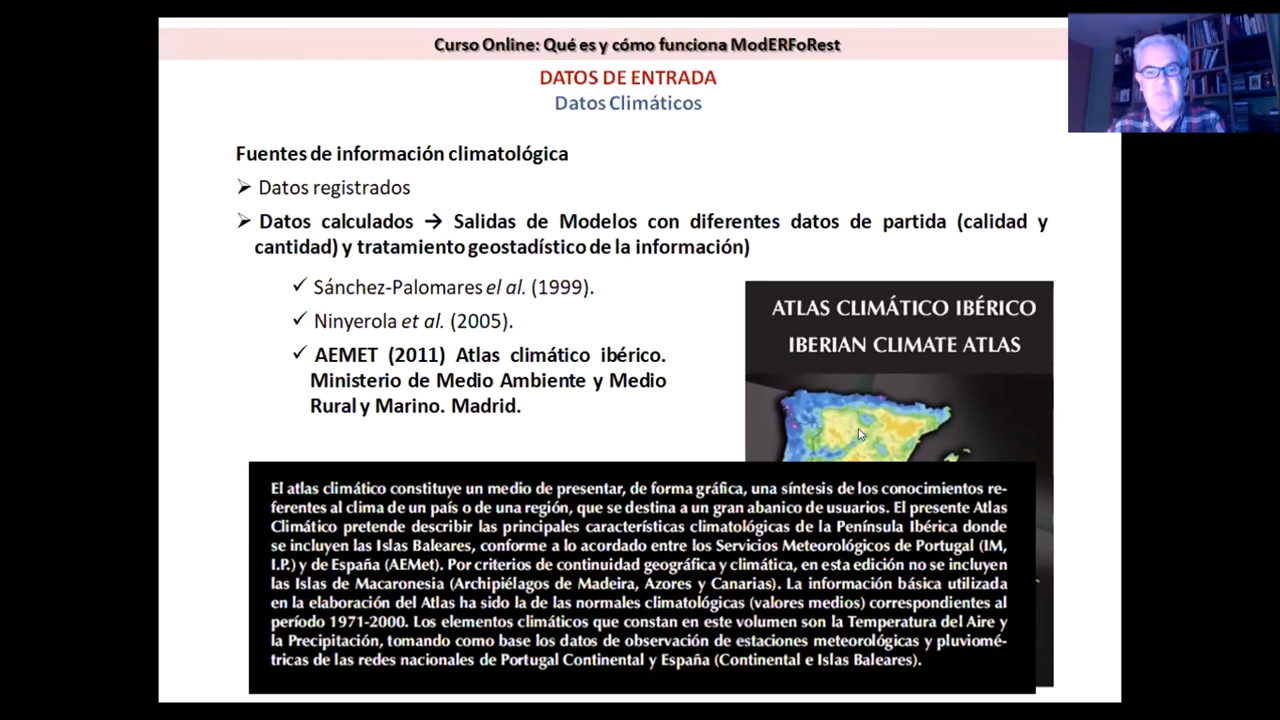 Curso Online: Qué es y cómo funciona ModERFoRest
DATOS DE ENTRADA
Datos Climáticos
Fuentes de información climatológica
➢ Datos registrados
➢ Datos calculados → Salidas de Modelos con diferentes datos de partida (calidad y
cantidad) y tratamiento geostadístico de la información)
✓ Sánchez-Palomares el al. (1999).
✓ Ninyerola et al. (2005).
✓ AEMET (2011) Atlas climático ibérico.
Ministerio de Medio Ambiente y Medio
Rural y Marino. Madrid.
ATLAS CLIMÁTICO IBÉRICO
IBERIAN CLIMATE ATLAS
El atlas climático constituye un medio de presentar, de forma gráfica, una síntesis de los conocimientos re-
ferentes al clima de un país o de una región, que se destina a un gran abanico de usuarios. El presente Atlas
Climático pretende describir las principales características climatológicas de la Península Ibérica donde
se incluyen las Islas Baleares, conforme a lo acordado entre los Servicios Meteorológicos de Portugal (IM,
I.P.) y de España (AEMet). Por criterios de continuidad geográfica y climática, en esta edición no se incluyen
las Islas de Macaronesia (Archipiélagos de Madeira, Azores y Canarias). La información básica utilizada
en la elaboración del Atlas ha sido la de las normales climatológicas (valores medios) correspondientes al
período 1971-2000. Los elementos climáticos que constan en este volumen son la Temperatura del Aire y
la Precipitación, tomando como base los datos de observación de estaciones meteorológicas y pluviomé-
tricas de las redes nacionales de Portugal Continental y España (Continental e Islas Baleares).